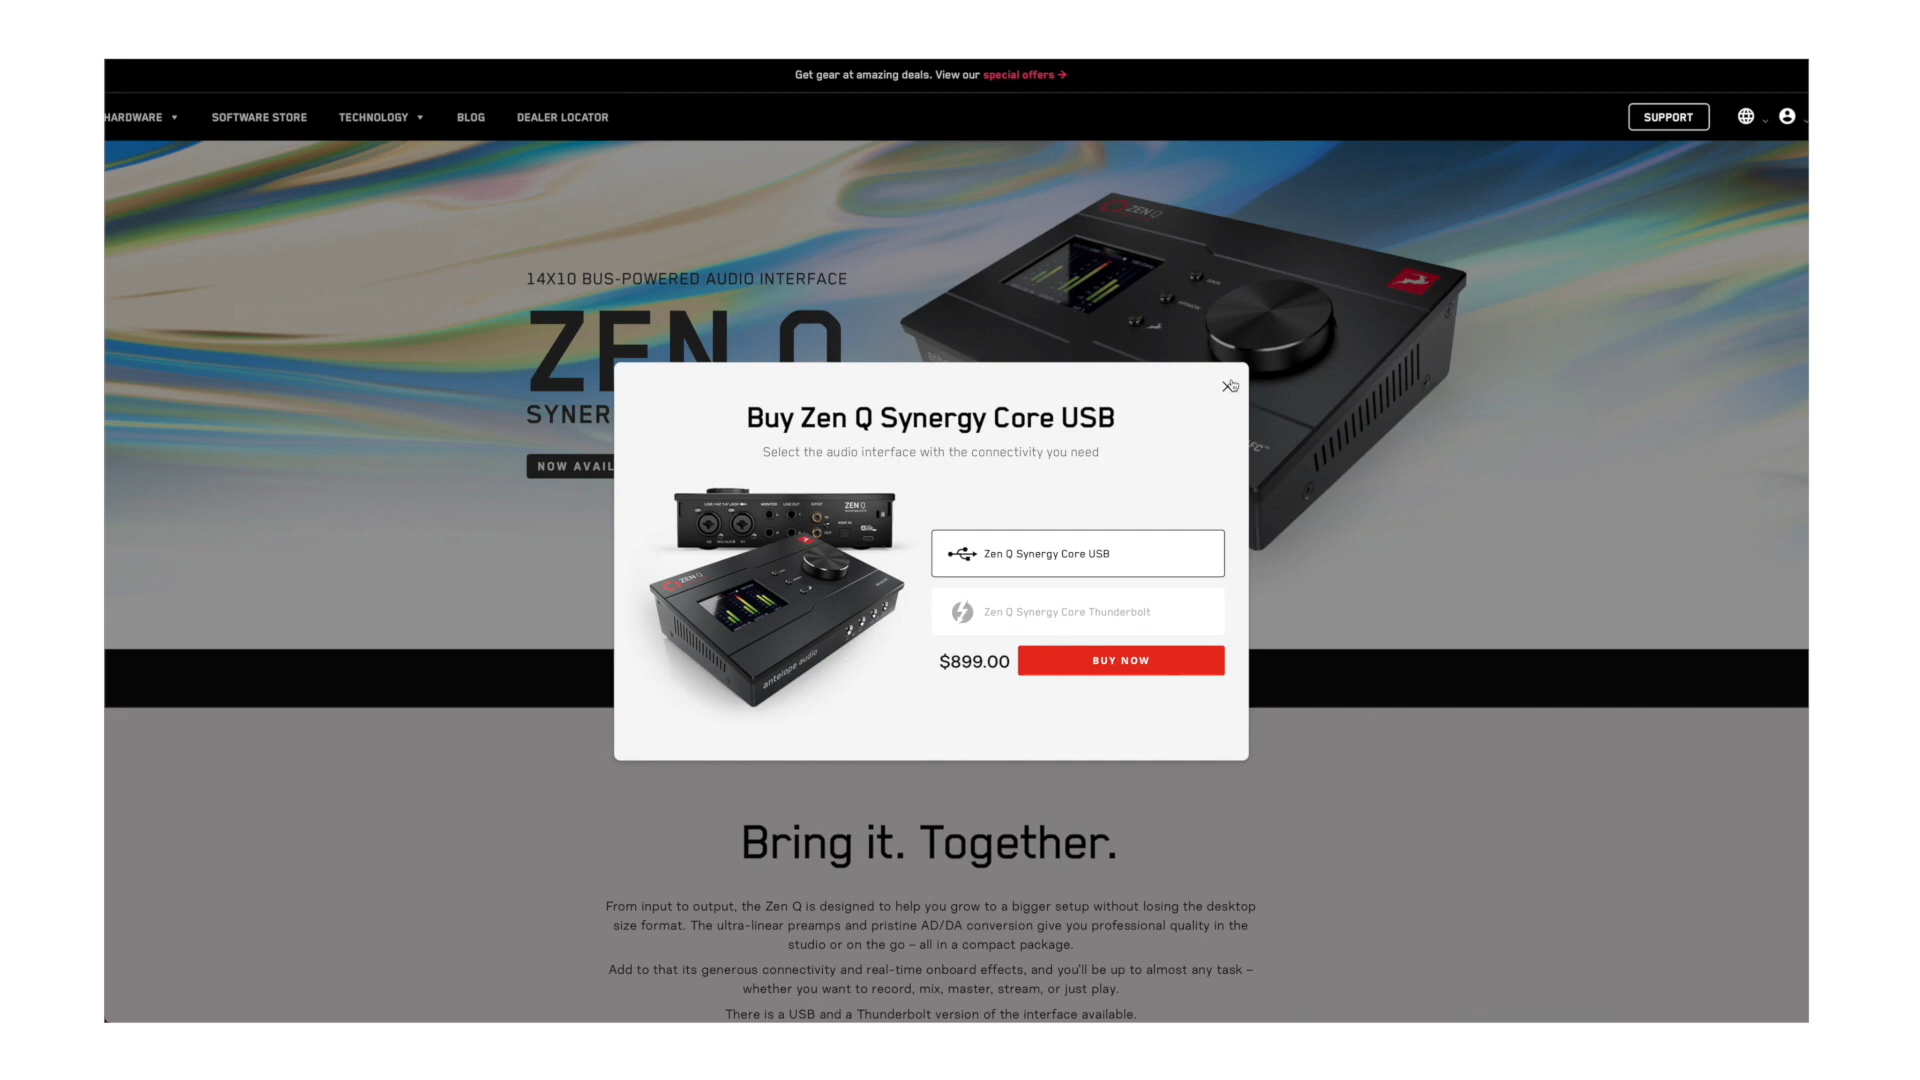 Get gear at amazing deals. View our special offers →
HARDWARE ▼ SOFTWARE STORE TECHNOLOGY ▼ BLOG DEALER LOCATOR SUPPORT
14X10 BUS-POWERED AUDIO INTERFACE
ZEN Q
SYNER
NOW AVAIL
ZEN Q
Buy Zen Q Synergy Core USB
Select the audio interface with the connectivity you need
ZEN Q
MONITOR LINE OUT
ZEN Q
antelope audio
Zen Q Synergy Core USB
Zen Q Synergy Core Thunderbolt
$899.00 BUY NOW
Bring it. Together.
From input to output, the Zen Q is designed to help you grow to a bigger setup without losing the desktop
size format. The ultra-linear preamps and pristine AD/DA conversion give you professional quality in the
studio or on the go – all in a compact package.
Add to that its generous connectivity and real-time onboard effects, and you'll be up to almost any task –
whether you want to record, mix, master, stream, or just play.
There is a USB and a Thunderbolt version of the interface available.